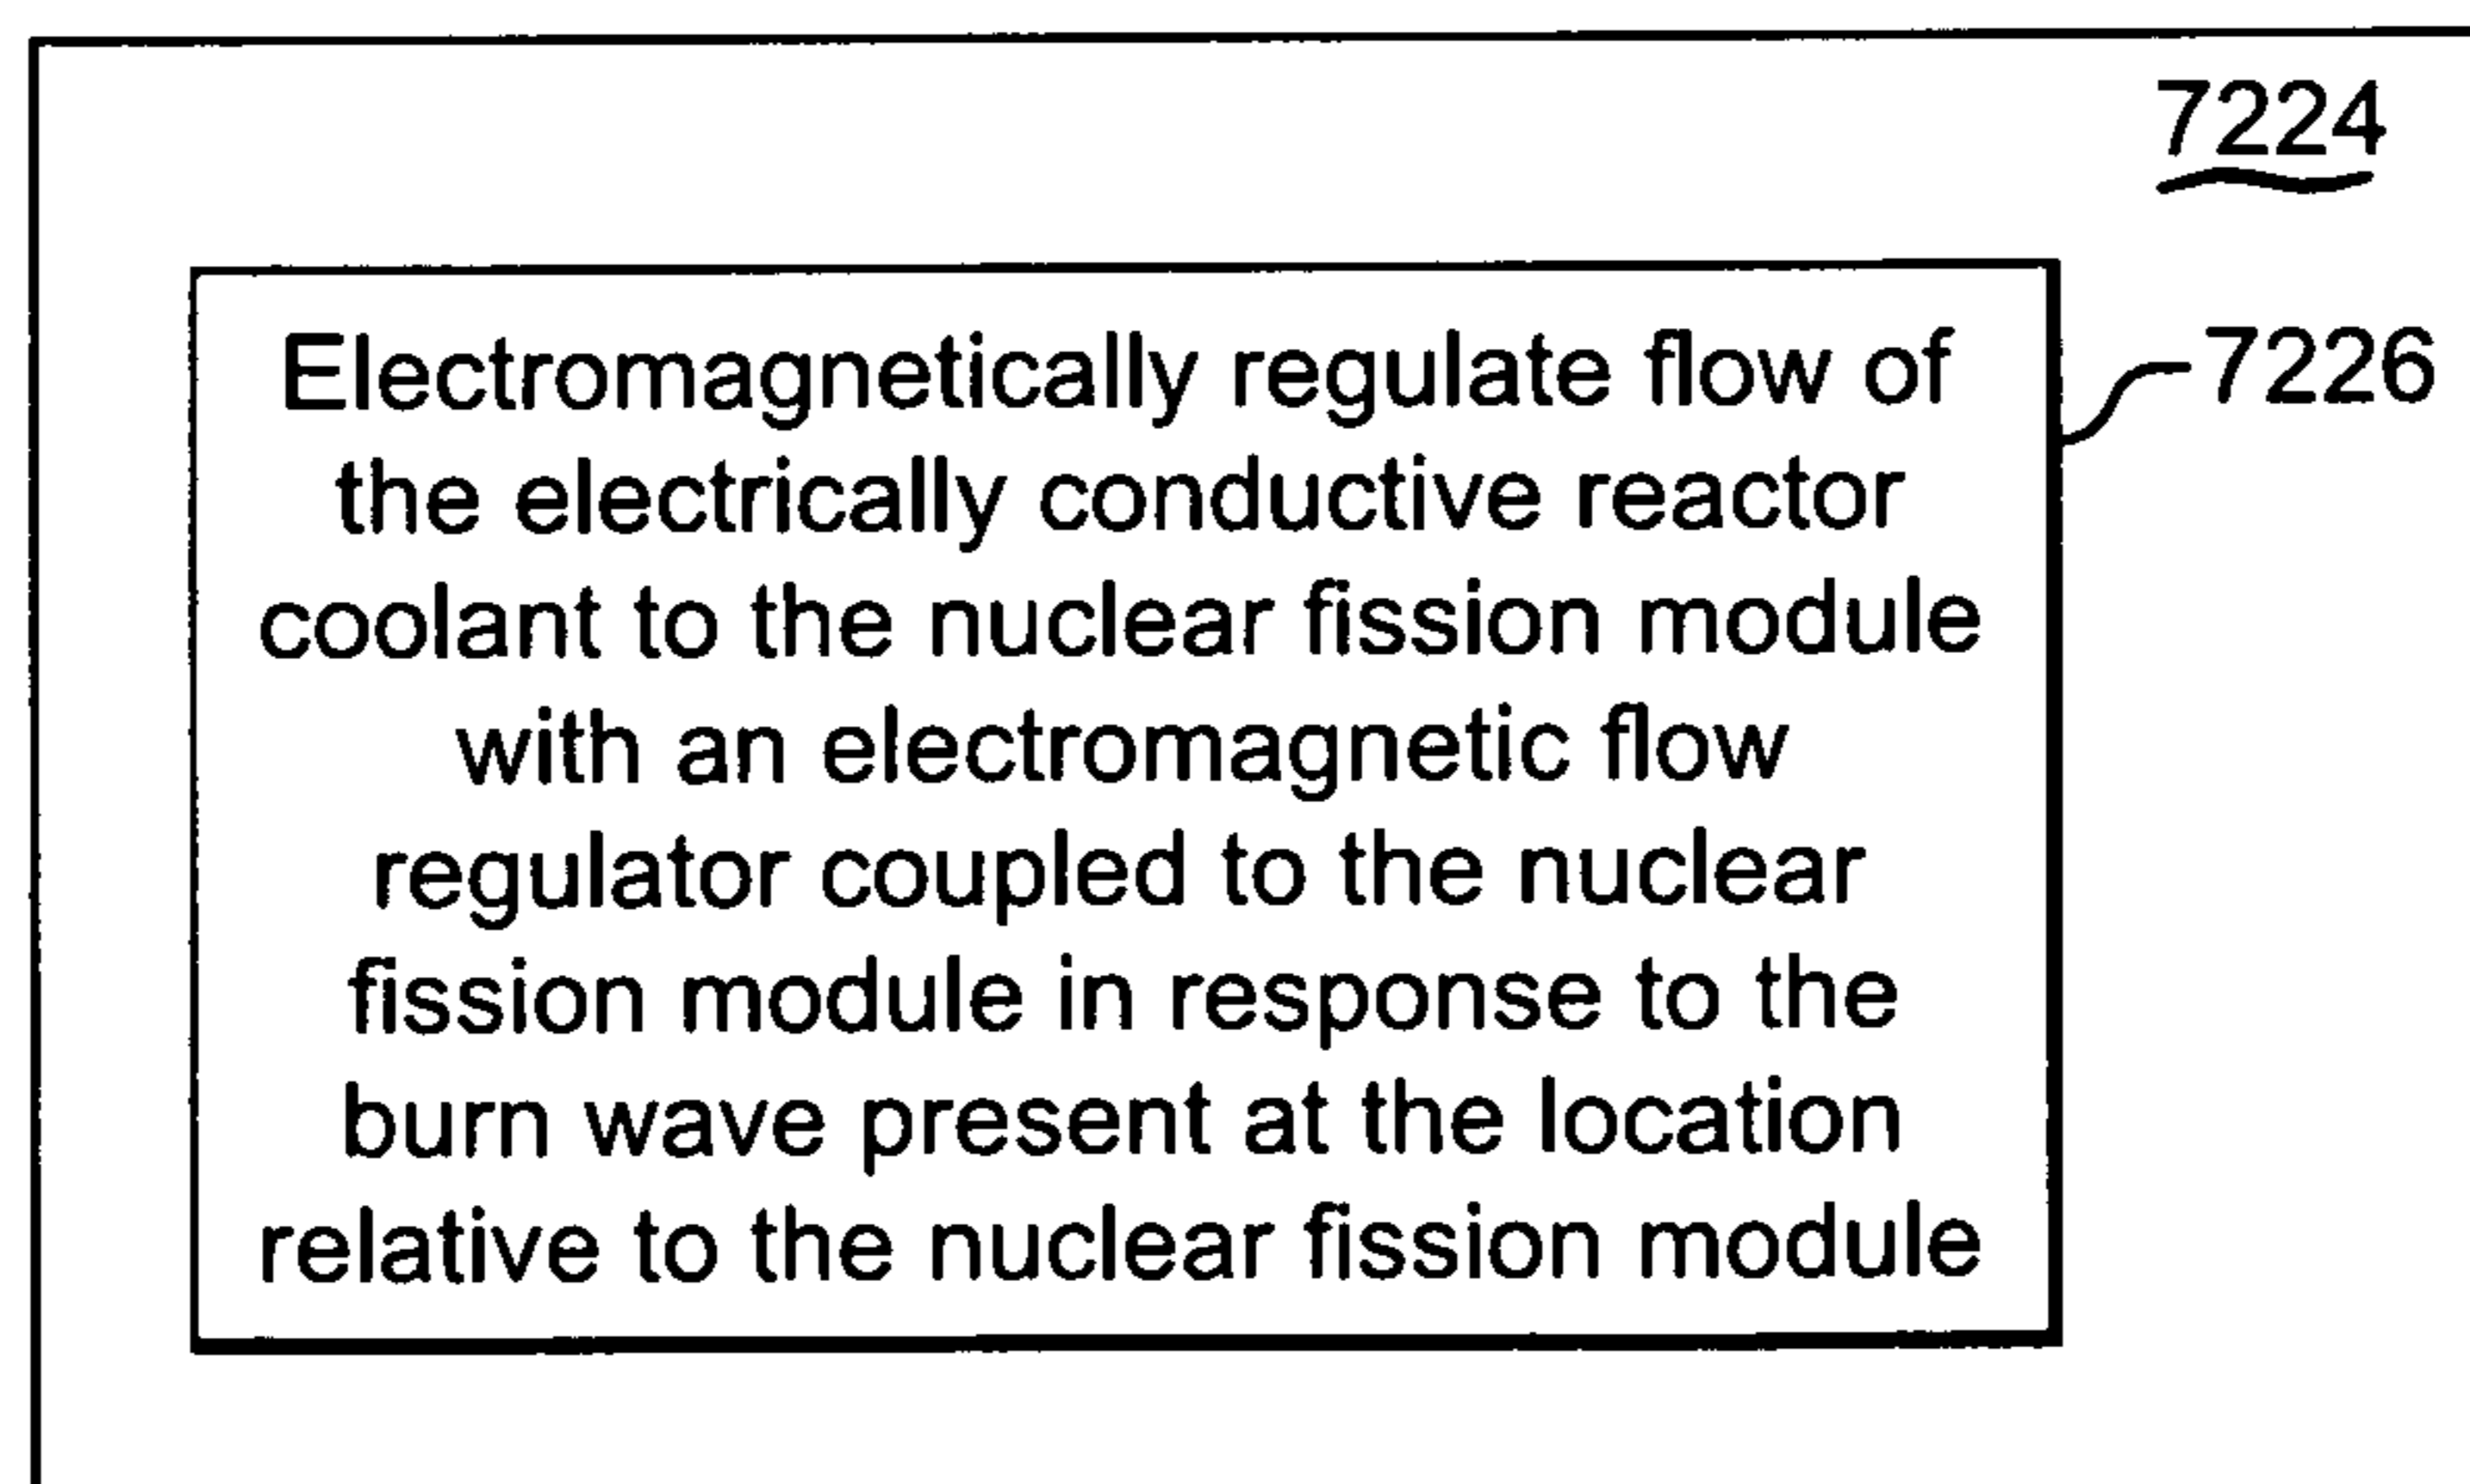 7224
Electromagnetically regulate flow of
7226
the electrically conductive reactor
coolant to the nuclear fission module
with an electromagnetic flow
regulator coupled to the nuclear
fission module in response to the
burn wave present at the location
relative to the nuclear fission module